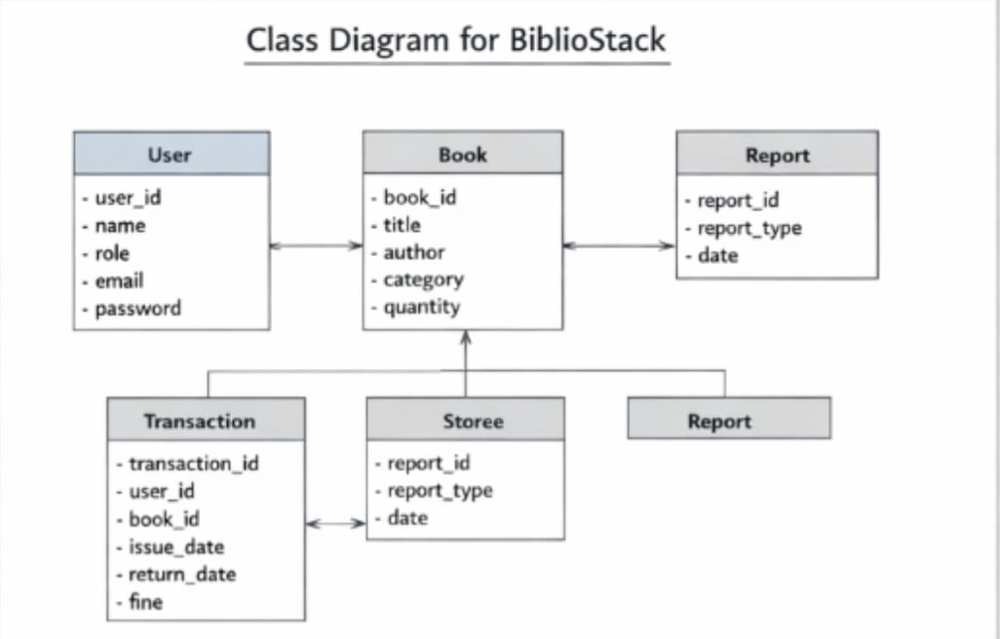 Class Diagram for BiblioStack
User
- user_id
- name
- role
- email
- password
Book
- book_id
- title
- author
- category
- quantity
Report
- report_id
- report_type
- date
Transaction
- transaction_id
- user_id
- book_id
- issue_date
- return_date
- fine
Storee
- report_id
- report_type
- date
Report